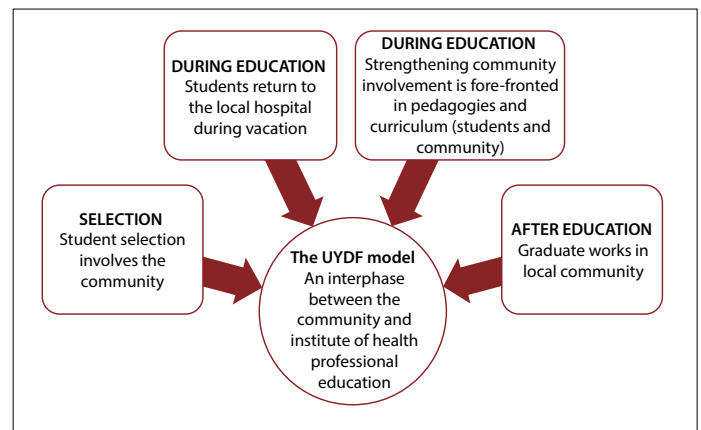 DURING EDUCATION
Students return to
the local hospital
during vacation
DURING EDUCATION
Strengthening community
involvement is fore-fronted
in pedagogies and
curriculum (students and
community)
SELECTION
Student selection
involves the
community
The UYDF model
An interphase
between the
community and
institute of health
professional
education
AFTER EDUCATION
Graduate works in
local community